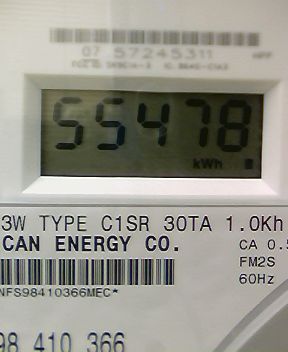 07 57245311
55478
kWh
3W TYPE C1SR 30TA 1.0Kh
CAN ENERGY CO.
CA 0.5
FM2S
60Hz
NFS98410366MEC*
98 410 366